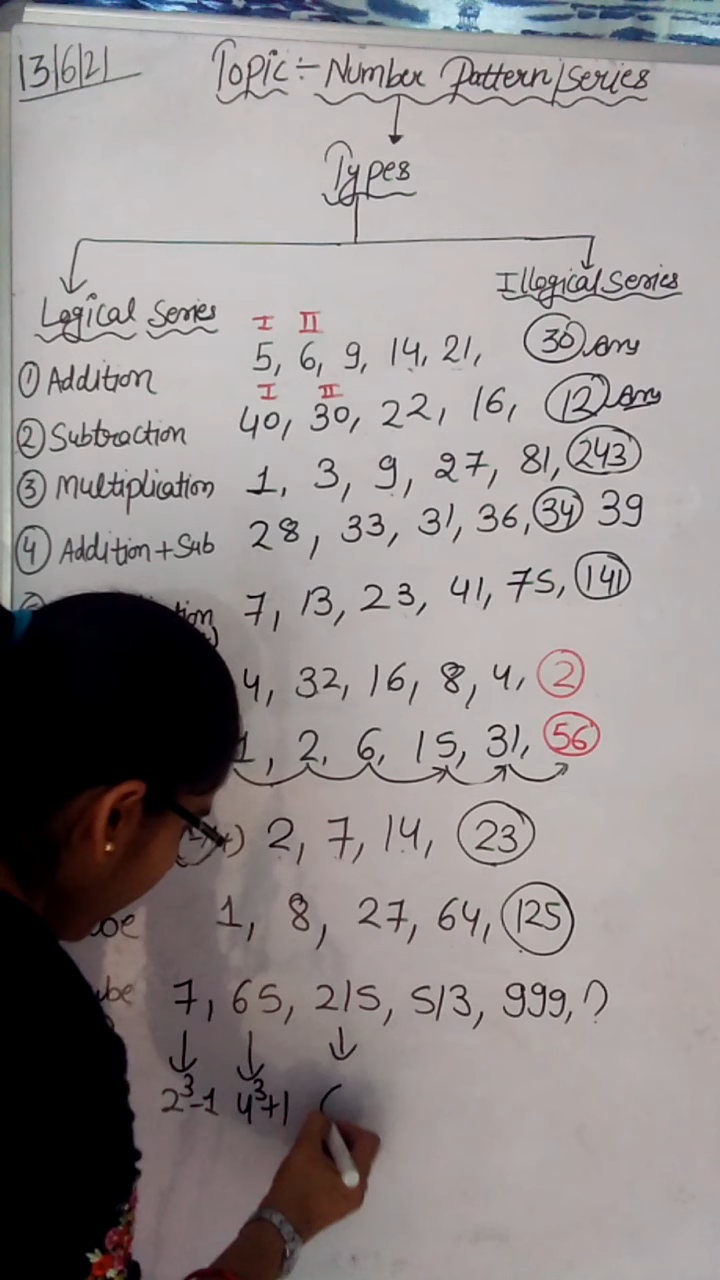 13/6/21
Topic:- Number Pattern/Series
Types
Logical Series
Illogical Series
I II
① Addition 5, 6, 9, 14, 21, 30 Ans
I II
② Subtraction 40, 30, 22, 16, 12 Ans
③ Multiplication 1, 3, 9, 27, 81, 243
④ Addition+Sub 28, 33, 31, 36, 34 39
7, 13, 23, 41, 75, 141
4, 32, 16, 8, 4, 2
1, 2, 6, 15, 31, 56
2, 7, 14, 23
1, 8, 27, 64, 125
7, 65, 215, 513, 999, ?
2³-1 4³+1